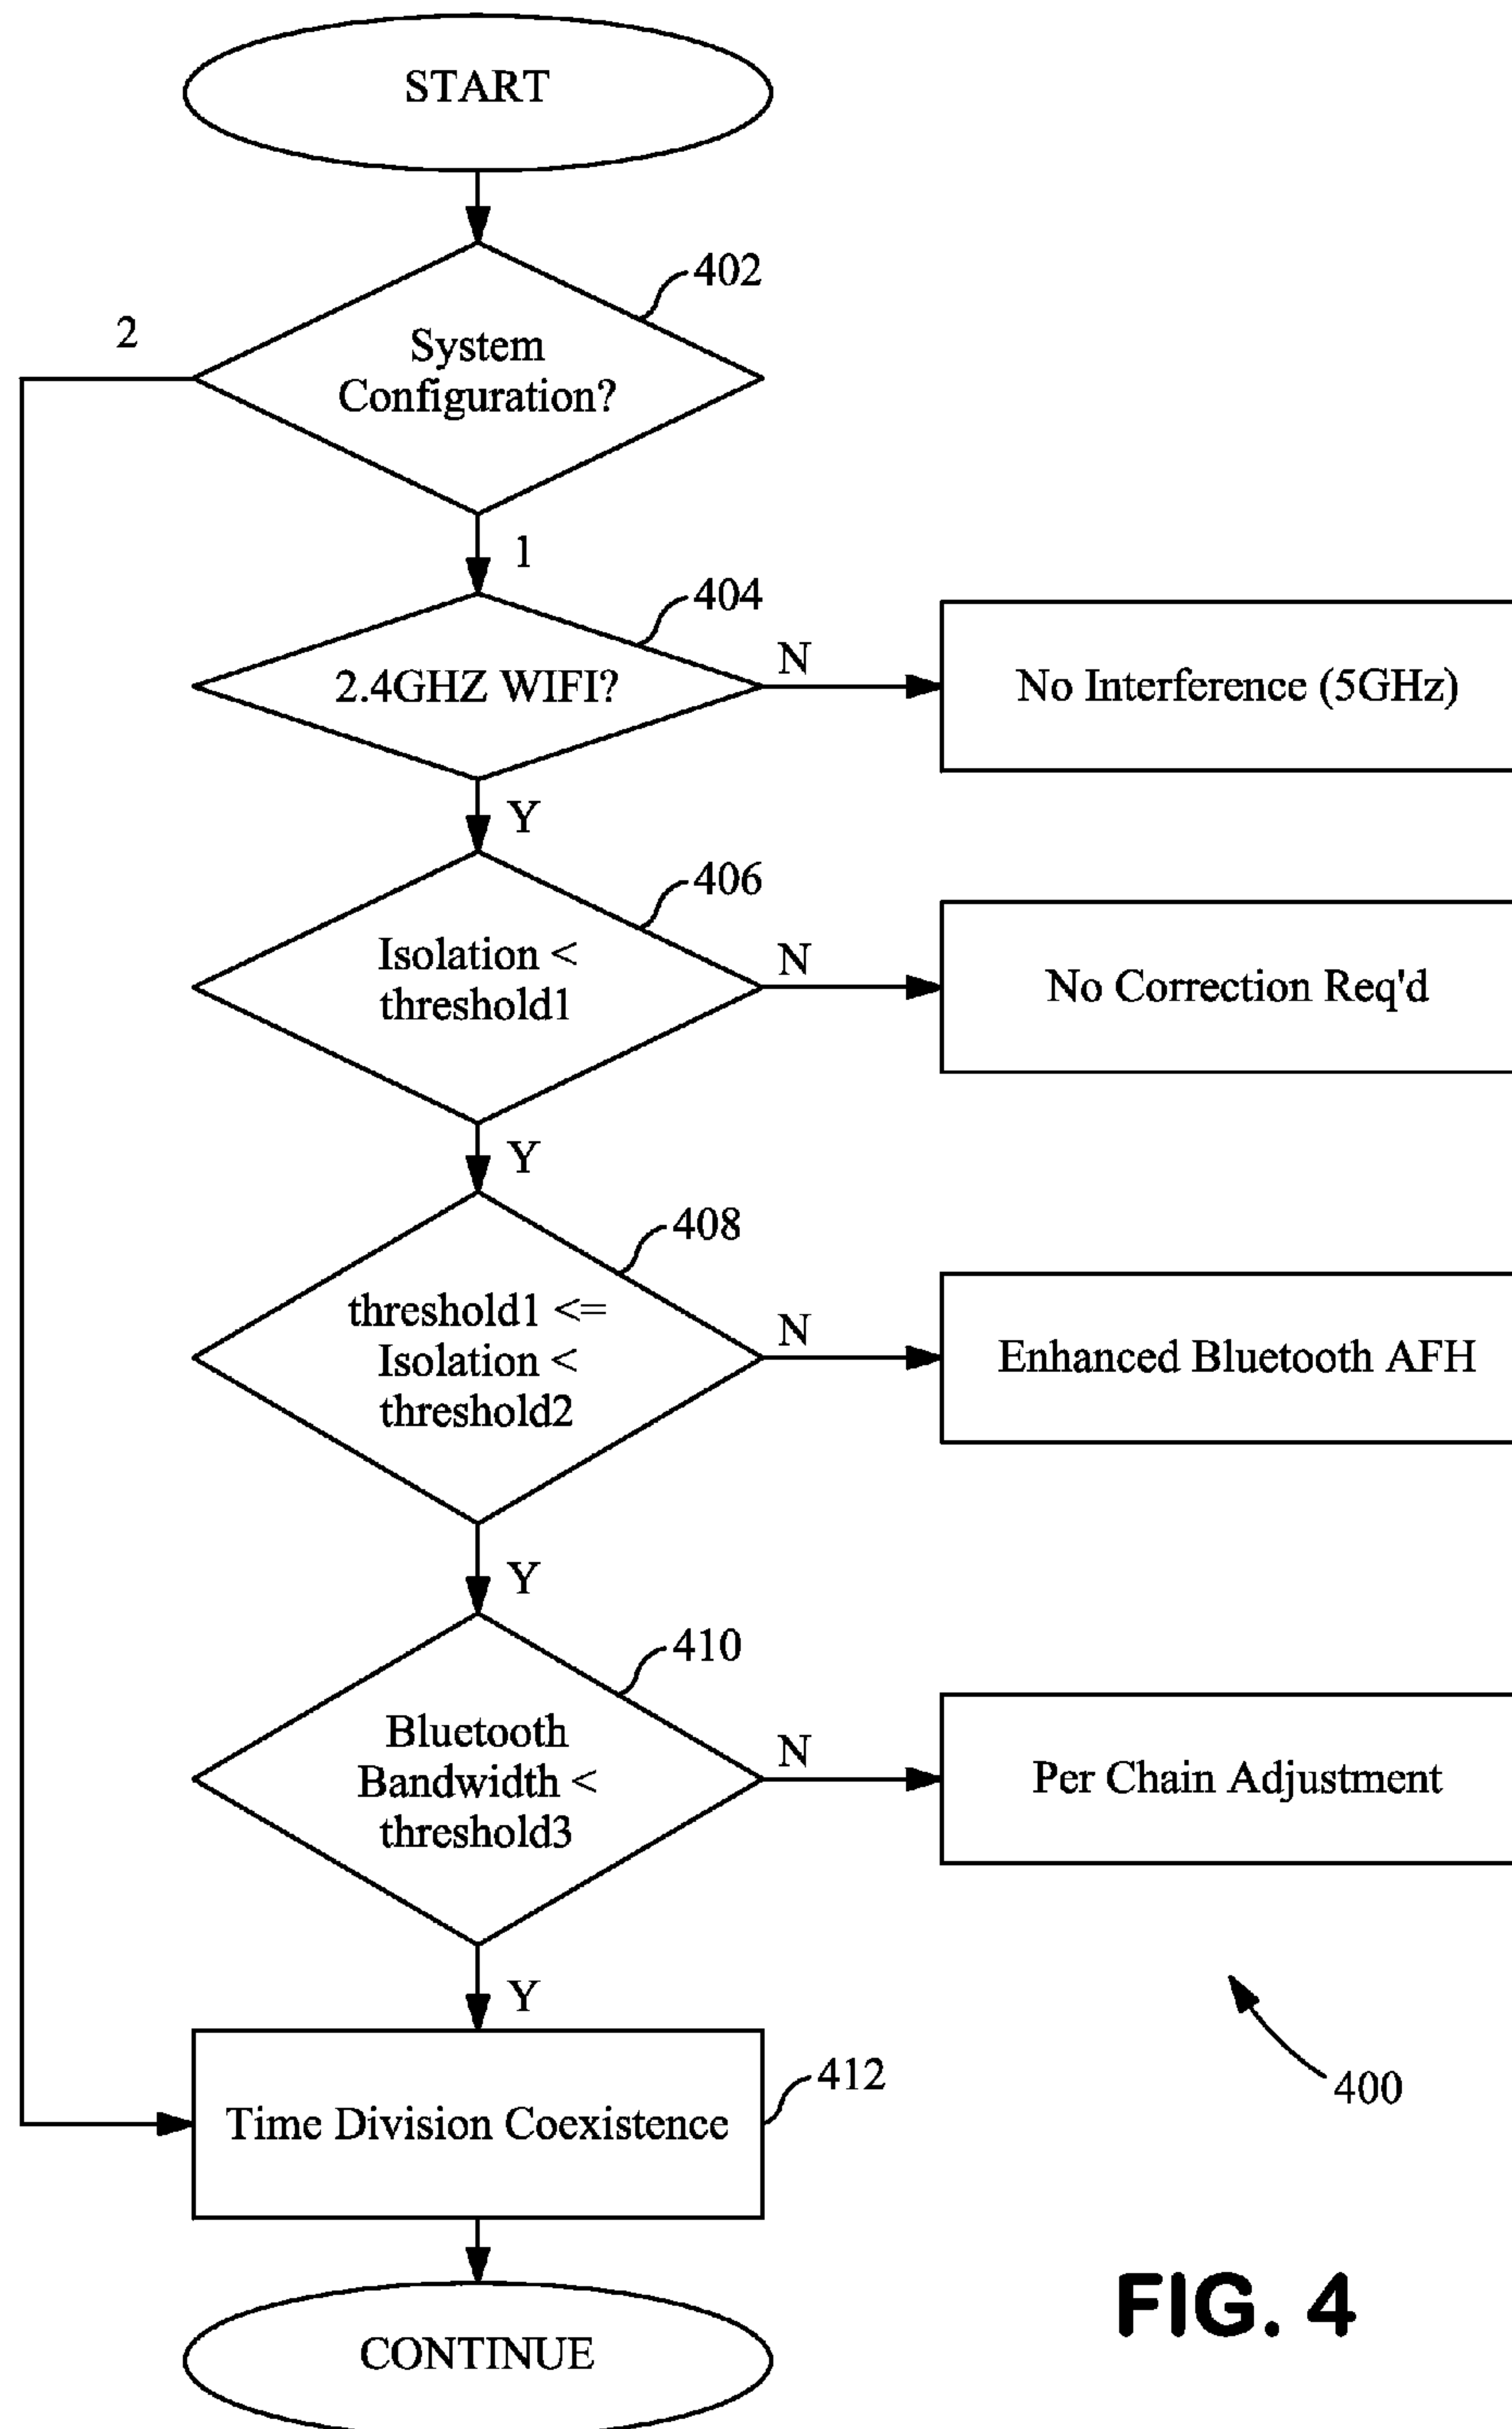 START
402
2
System
Configuration?
1
404
2.4GHZ WIFI?
N
No Interference (5GHz)
Y
406
Isolation <
threshold1
N
No Correction Req'd
Y
408
threshold1 <=
Isolation <
threshold2
N
Enhanced Bluetooth AFH
Y
410
Bluetooth
Bandwidth <
threshold3
N
Per Chain Adjustment
Y
412
Time Division Coexistence
400
CONTINUE
FIG. 4